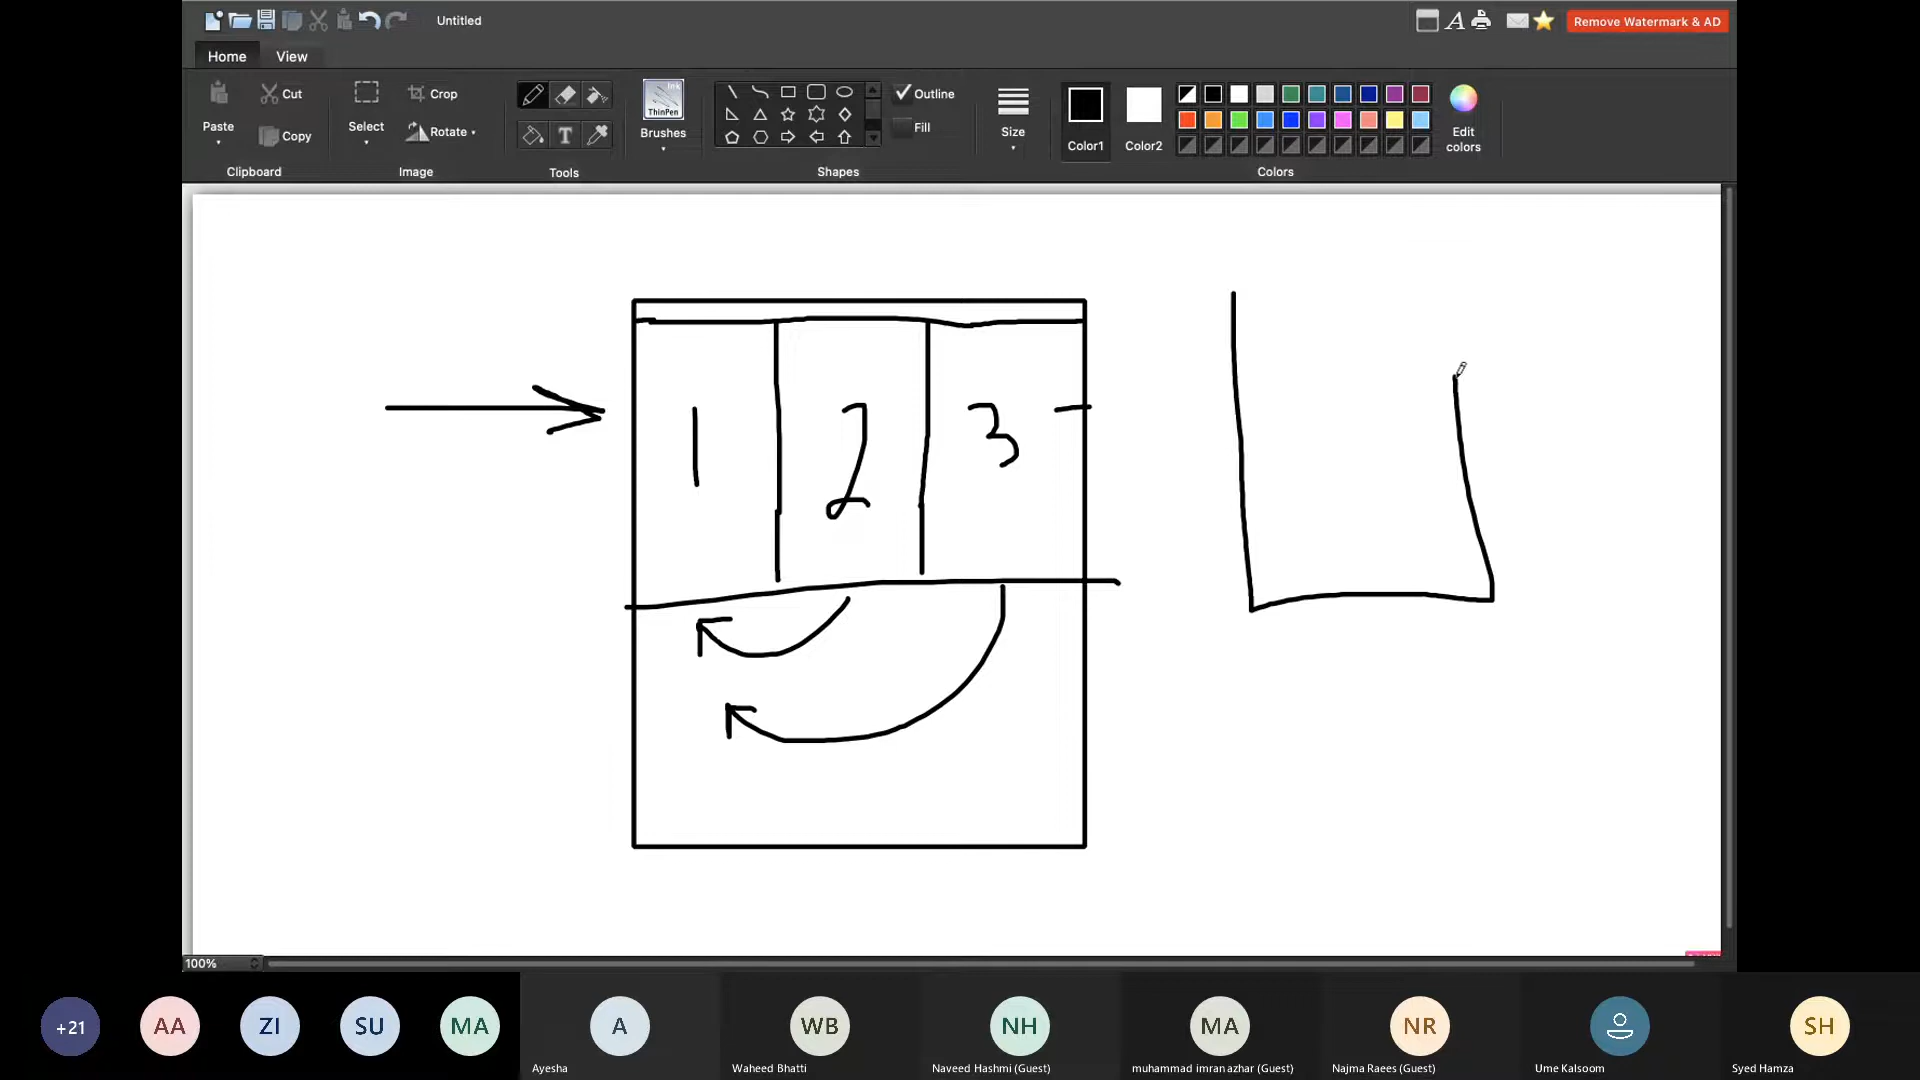 Untitled
A
Remove Watermark & AD
Home View
Paste Cut Copy
Select Crop Rotate
T
Ink
ThinPen
Brushes
Outline
Fill
Size
Color1 Color2
Edit
colors
Clipboard Image Tools Shapes Colors
1 2 3
100%
+21 AA ZI SU MA A WB NH MA NR SH
Ayesha Waheed Bhatti Naveed Hashmi (Guest) muhammad imran azhar (Guest) Najma Raees (Guest) Ume Kalsoom Syed Hamza